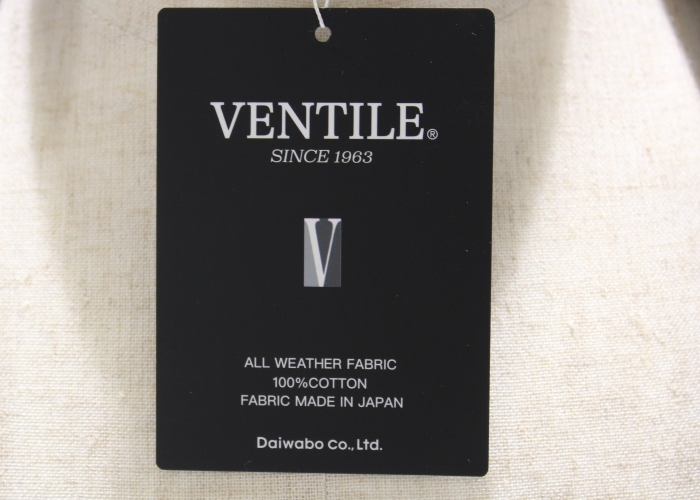 VENTILE®
SINCE 1963
V
ALL WEATHER FABRIC
100%COTTON
FABRIC MADE IN JAPAN
Daiwabo Co., Ltd.